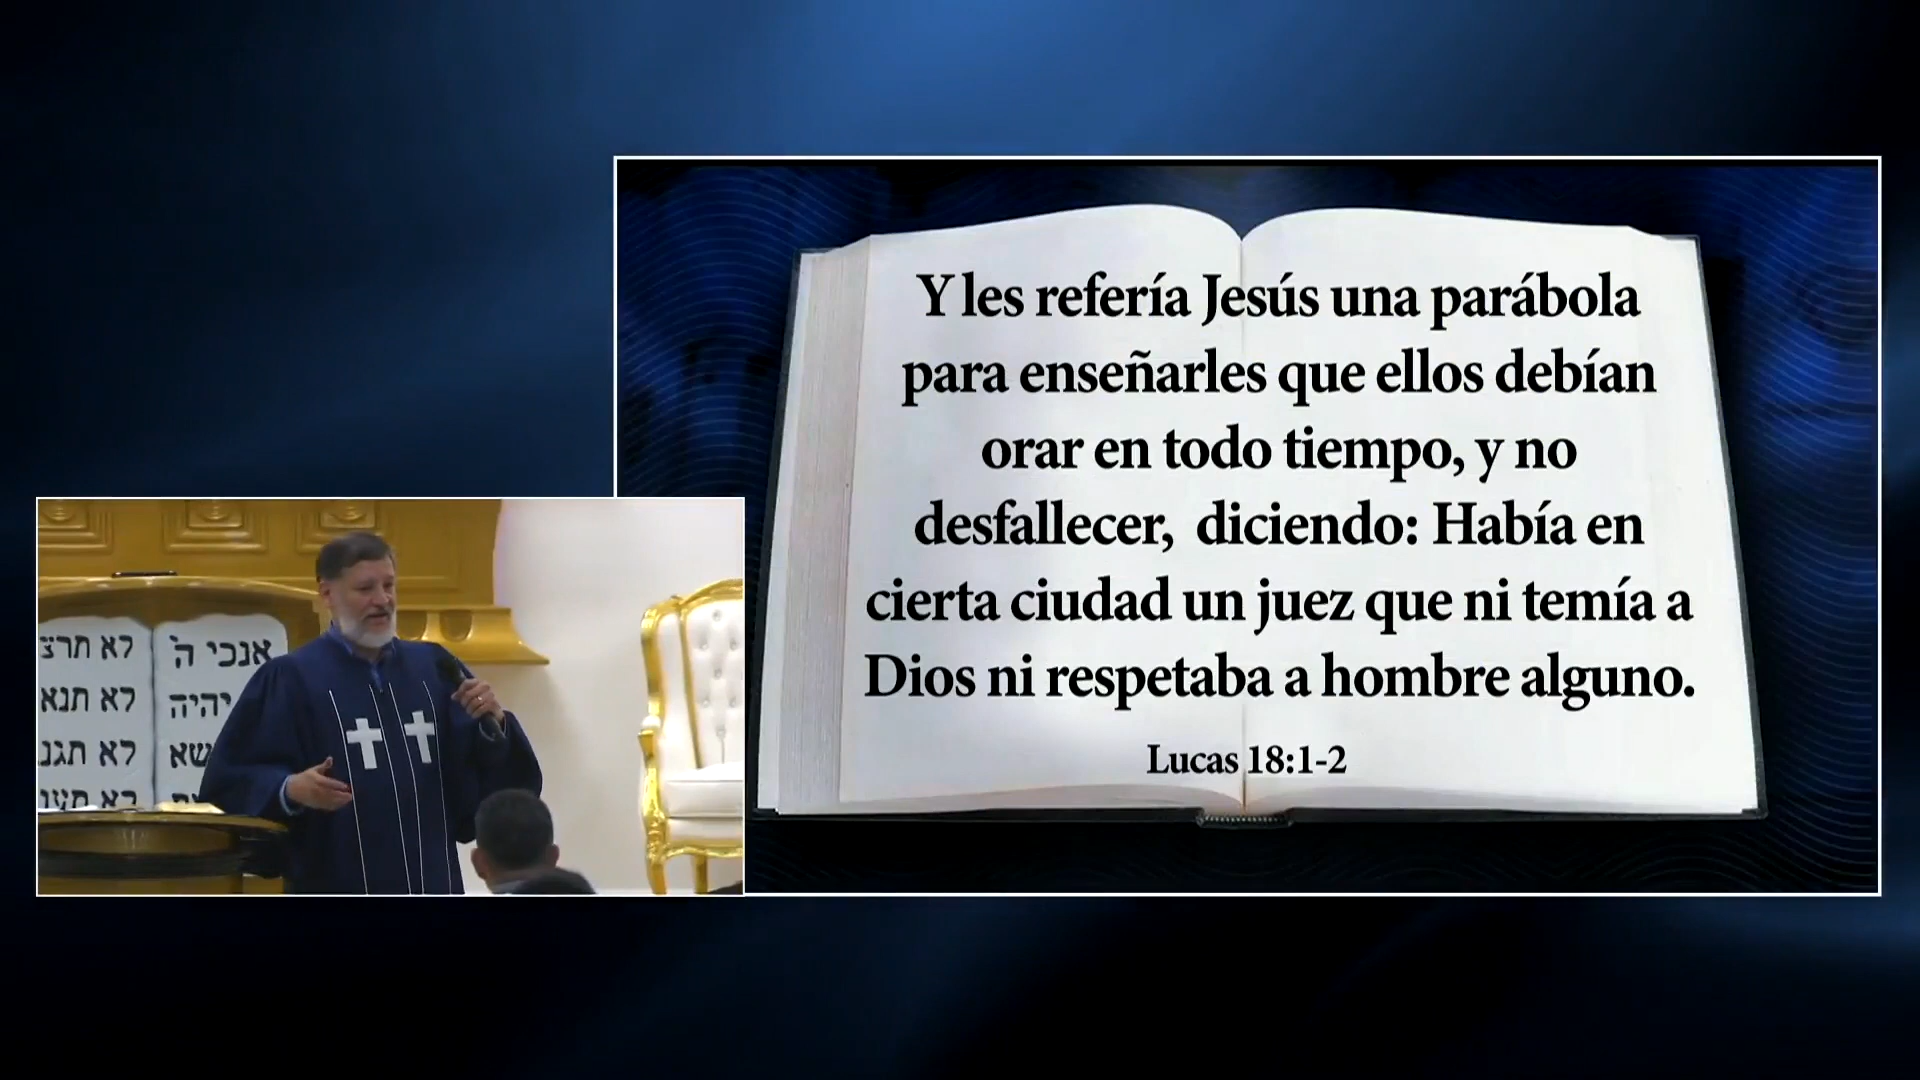 Y les refería Jesús una parábola
para enseñarles que ellos debían
orar en todo tiempo, y no
desfallecer,  diciendo: Había en
cierta ciudad un juez que ni temía a
Dios ni respetaba a hombre alguno.
Lucas 18:1-2
אנכי ה'
יהיה
לא
לא תנא
לא